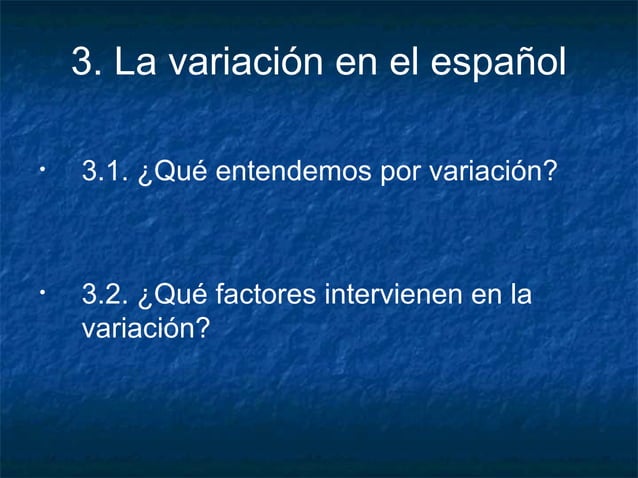 3. La variación en el español
• 3.1. ¿Qué entendemos por variación?
• 3.2. ¿Qué factores intervienen en la
variación?